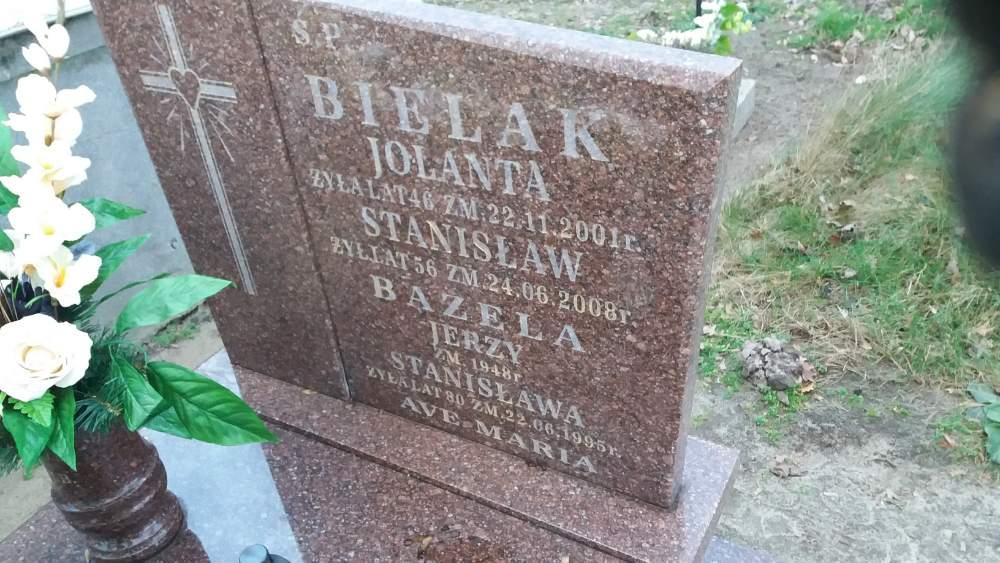 Ś.P.
BIELAK
JOLANTA
ŻYŁA LAT 46 ZM. 22.11.2001r.
STANISŁAW
ŻYŁ LAT 56 ZM. 24.06.2008r.
BAZELA
JERZY
ZM. 1948r.
STANISŁAWA
ŻYŁA LAT 80 ZM. 22.06.1995r.
AVE-MARIA